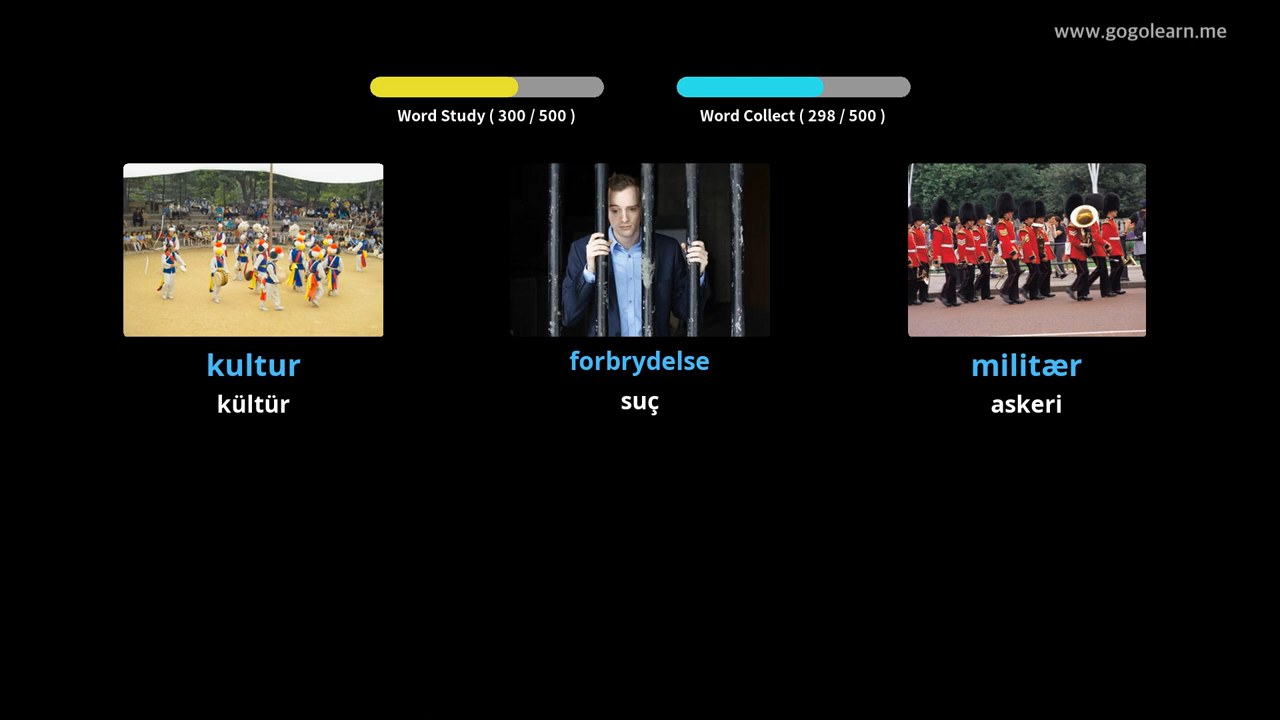 www.gogolearn.me
Word Study ( 300 / 500 )
Word Collect ( 298 / 500 )
kultur
kültür
forbrydelse
suç
militær
askeri